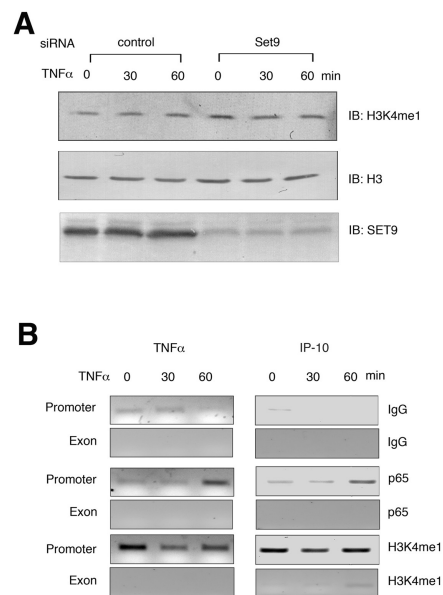 A
siRNA control Set9
TNFα 0 30 60 0 30 60 min
IB: H3K4me1
IB: H3
IB: SET9
B
TNFα IP-10
TNFα 0 30 60 0 30 60 min
Promoter IgG
Exon IgG
Promoter p65
Exon p65
Promoter H3K4me1
Exon H3K4me1